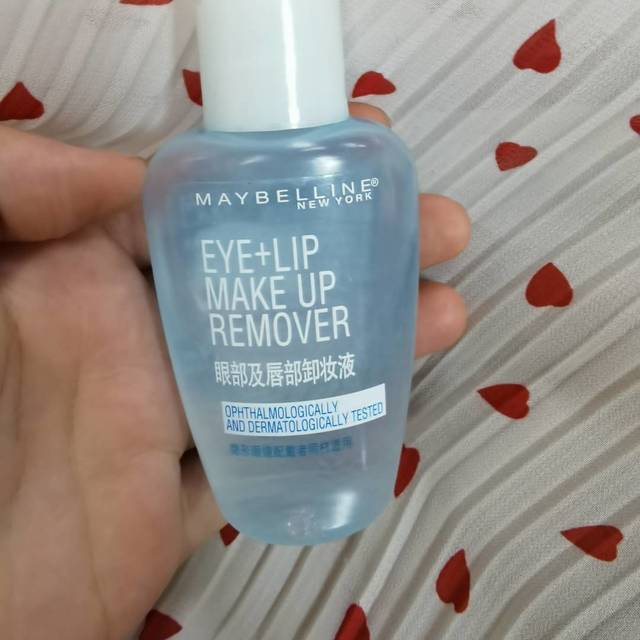 MAYBELLINE®
NEW YORK
EYE+LIP
MAKE UP
REMOVER
眼部及唇部卸妆液
OPHTHALMOLOGICALLY
AND DERMATOLOGICALLY TESTED